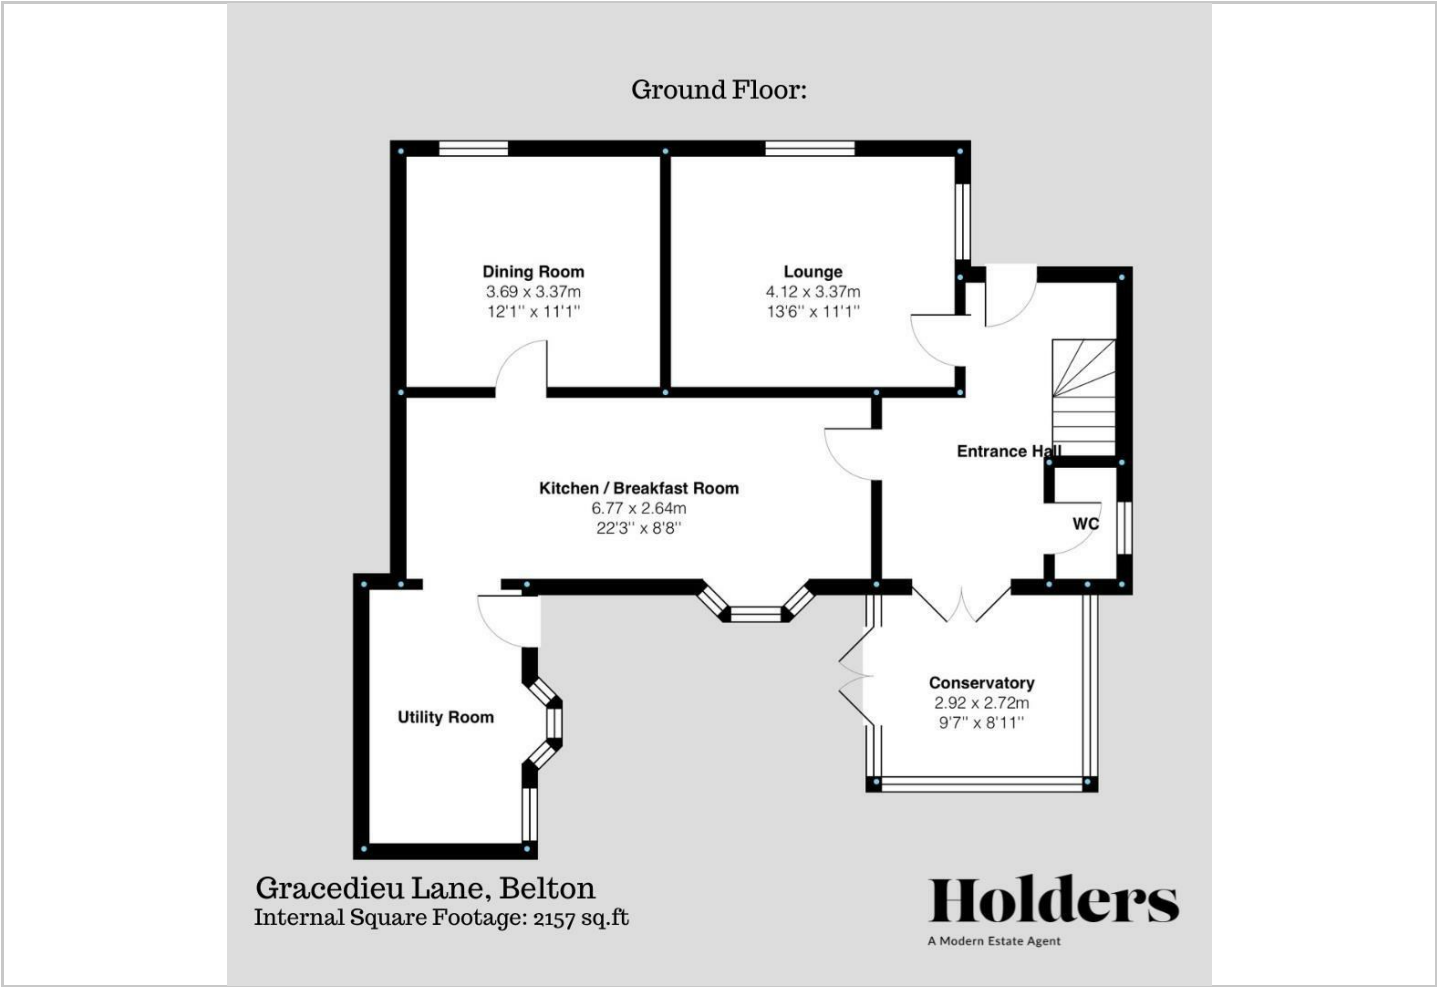 Ground Floor:
Dining Room
3.69 x 3.37m
12'1" x 11'1"
Lounge
4.12 x 3.37m
13'6" x 11'1"
Entrance Hall
Kitchen / Breakfast Room
6.77 x 2.64m
22'3" x 8'8"
WC
Conservatory
2.92 x 2.72m
9'7" x 8'11"
Utility Room
Gracedieu Lane, Belton
Internal Square Footage: 2157 sq.ft
Holders
A Modern Estate Agent